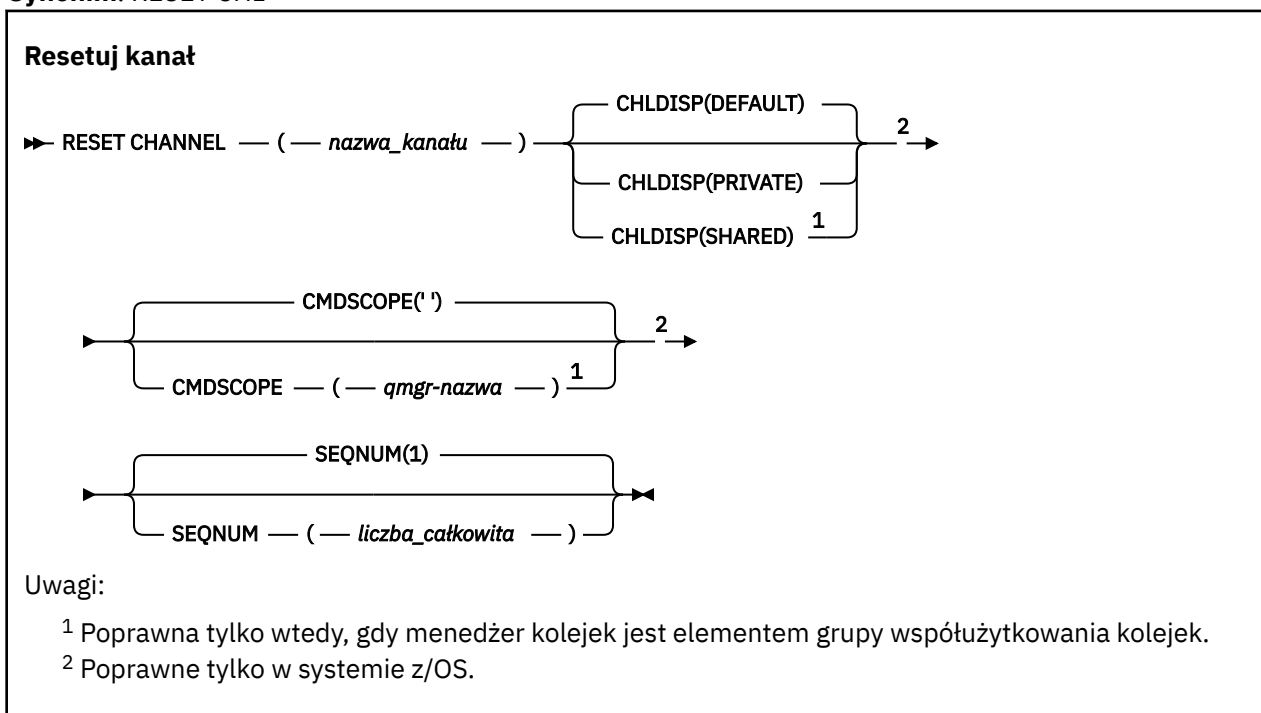 Resetuj kanał
CHLDISP(DEFAULT)
RESET CHANNEL ( nazwa_kanału ) 2
CHLDISP(PRIVATE)
CHLDISP(SHARED) 1
CMDSCOPE(' ')
2
CMDSCOPE ( qmgr-nazwa ) 1
SEQNUM(1)
SEQNUM ( liczba_całkowita )
Uwagi:
1 Poprawna tylko wtedy, gdy menedżer kolejek jest elementem grupy współużytkowania kolejek.
2 Poprawne tylko w systemie z/OS.